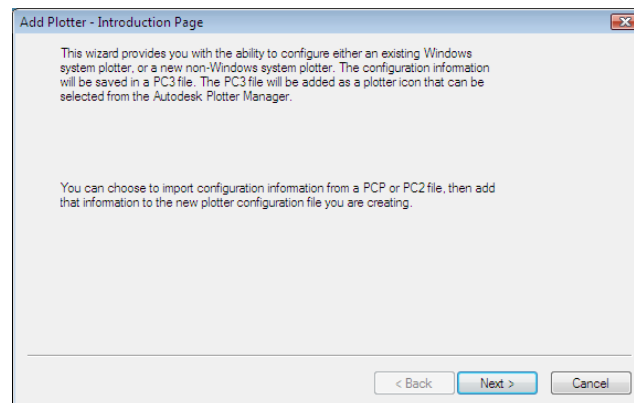 Add Plotter - Introduction Page
This wizard provides you with the ability to configure either an existing Windows
system plotter, or a new non-Windows system plotter. The configuration information
will be saved in a PC3 file. The PC3 file will be added as a plotter icon that can be
selected from the Autodesk Plotter Manager.
You can choose to import configuration information from a PCP or PC2 file, then add
that information to the new plotter configuration file you are creating.
< Back Next > Cancel